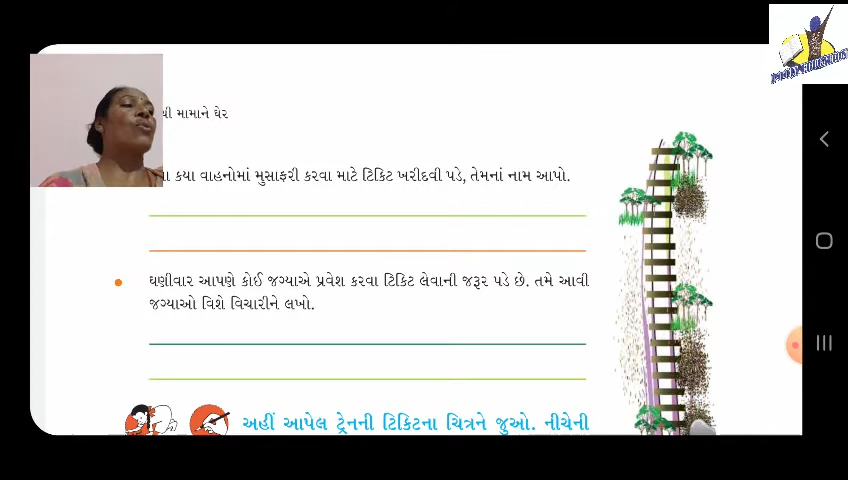 મામાને ઘેર
કયા વાહનોમાં મુસાફરી કરવા માટે ટિકિટ ખરીદવી પડે, તેમનાં નામ આપો.
ઘણીવાર આપણે કોઈ જગ્યાએ પ્રવેશ કરવા ટિકિટ લેવાની જરૂર પડે છે. તમે આવી
જગ્યાઓ વિશે વિચારીને લખો.
અહીં આપેલ ટ્રેનની ટિકિટના ચિત્રને જુઓ. નીચેની